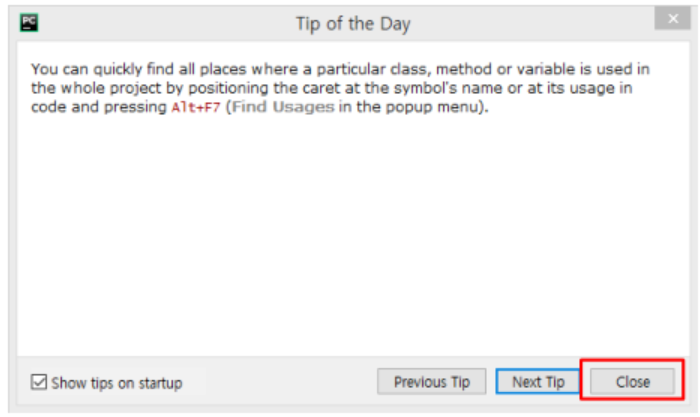 PC
Tip of the Day
You can quickly find all places where a particular class, method or variable is used in
the whole project by positioning the caret at the symbol's name or at its usage in
code and pressing Alt+F7 (Find Usages in the popup menu).
Show tips on startup
Previous Tip
Next Tip
Close